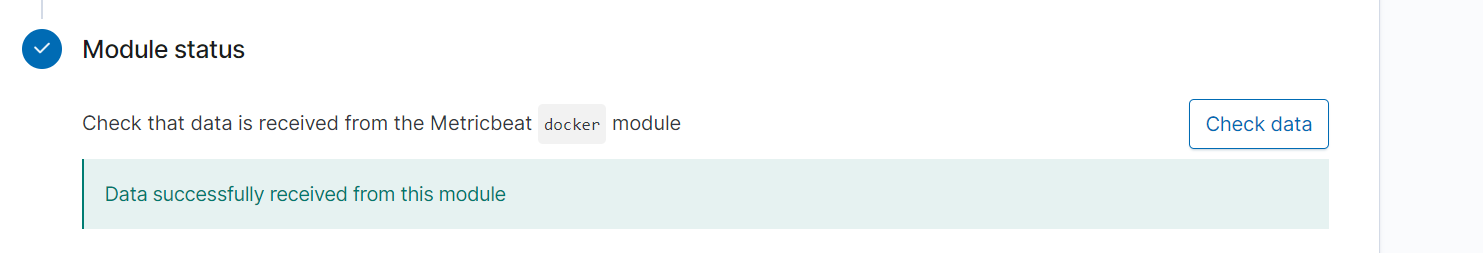 Module status
Check that data is received from the Metricbeat docker module
Check data
Data successfully received from this module